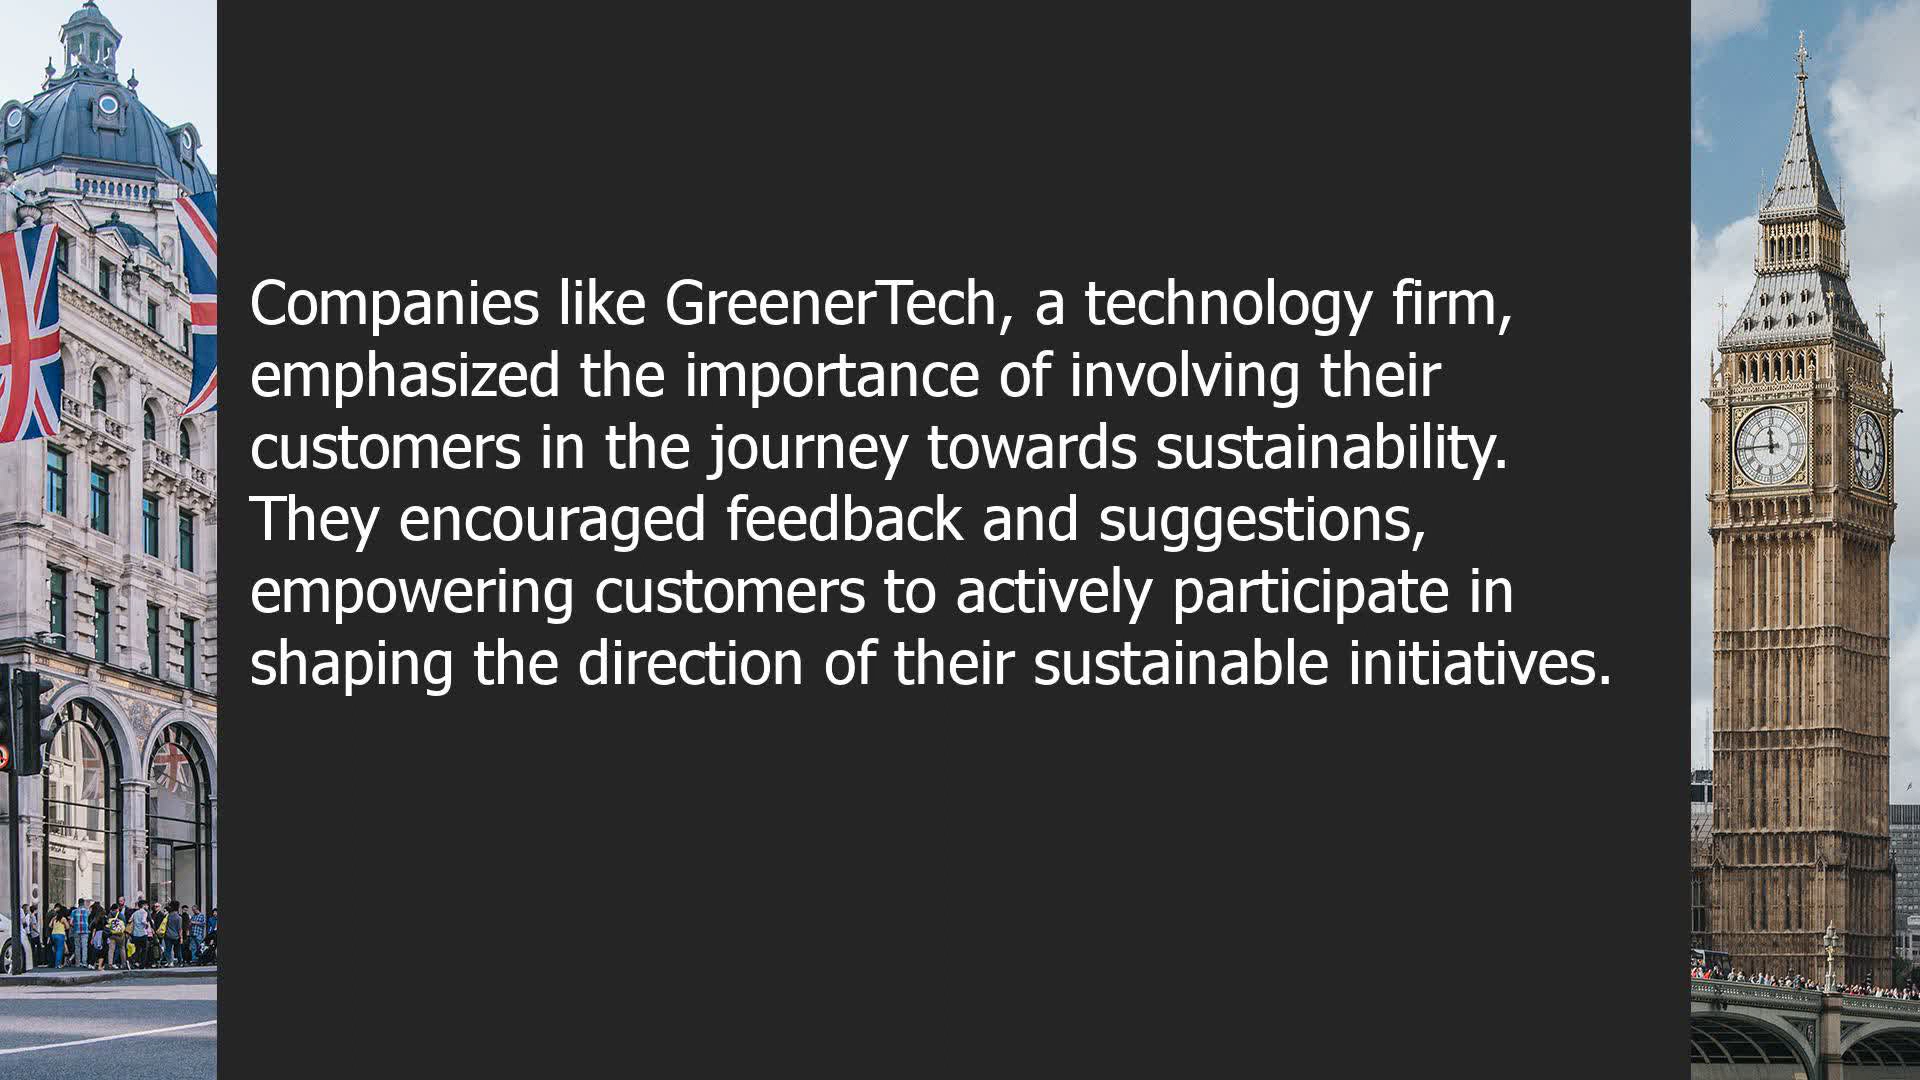 Companies like GreenerTech, a technology firm,
emphasized the importance of involving their
customers in the journey towards sustainability.
They encouraged feedback and suggestions,
empowering customers to actively participate in
shaping the direction of their sustainable initiatives.